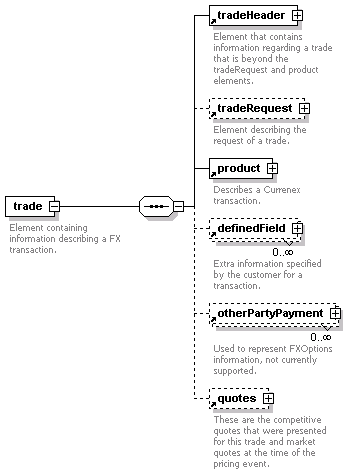 tradeHeader
Element that contains
information regarding a trade
that is beyond the
tradeRequest and product
elements.
tradeRequest
Element describing the
request of a trade.
product
Describes a Currenex
transaction.
trade
Element containing
information describing a FX
transaction.
definedField
0..∞
Extra information specified
by the customer for a
transaction.
otherPartyPayment
0..∞
Used to represent FXOptions
information, not currently
supported.
quotes
These are the competitive
quotes that were presented
for this trade and market
quotes at the time of the
pricing event.